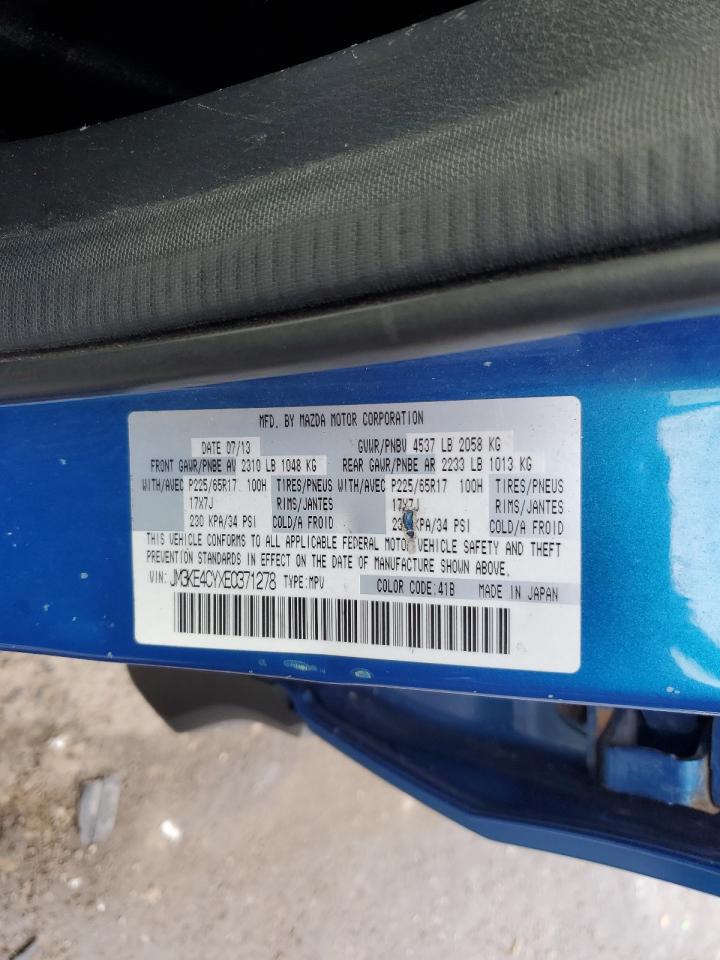 MFD. BY MAZDA MOTOR CORPORATION
DATE 07/13 GVWR/PNBV 4537 LB 2058 KG
FRONT GAWR/PNBE AV 2310 LB 1048 KG REAR GAWR/PNBE AR 2233 LB 1013 KG
WITH/AVEC P225/65R17 100H TIRES/PNEUS WITH/AVEC P225/65R17 100H TIRES/PNEUS
17X7J RIMS/JANTES 17X7J RIMS/JANTES
230 KPA/34 PSI COLD/A FROID KPA/34 PSI COLD/A FROID
THIS VEHICLE CONFORMS TO ALL APPLICABLE FEDERAL MOTOR VEHICLE SAFETY AND THEFT
PREVENTION STANDARDS IN EFFECT ON THE DATE OF MANUFACTURE SHOWN ABOVE.
VIN: JM3KE4CYXE0371278 TYPE:MPV COLOR CODE:41B MADE IN JAPAN